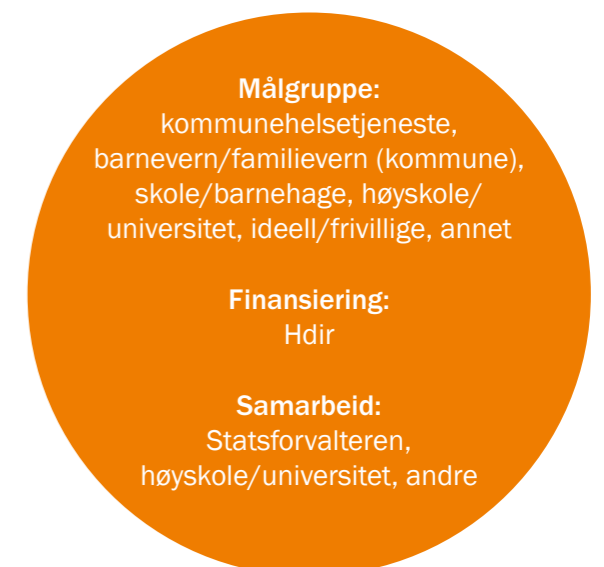 Målgruppe:
kommunehelsetjeneste,
barnevern/familievern (kommune),
skole/barnehage, høyskole/
universitet, ideell/frivillige, annet
Finansiering:
Hdir
Samarbeid:
Statsforvalteren,
høyskole/universitet, andre